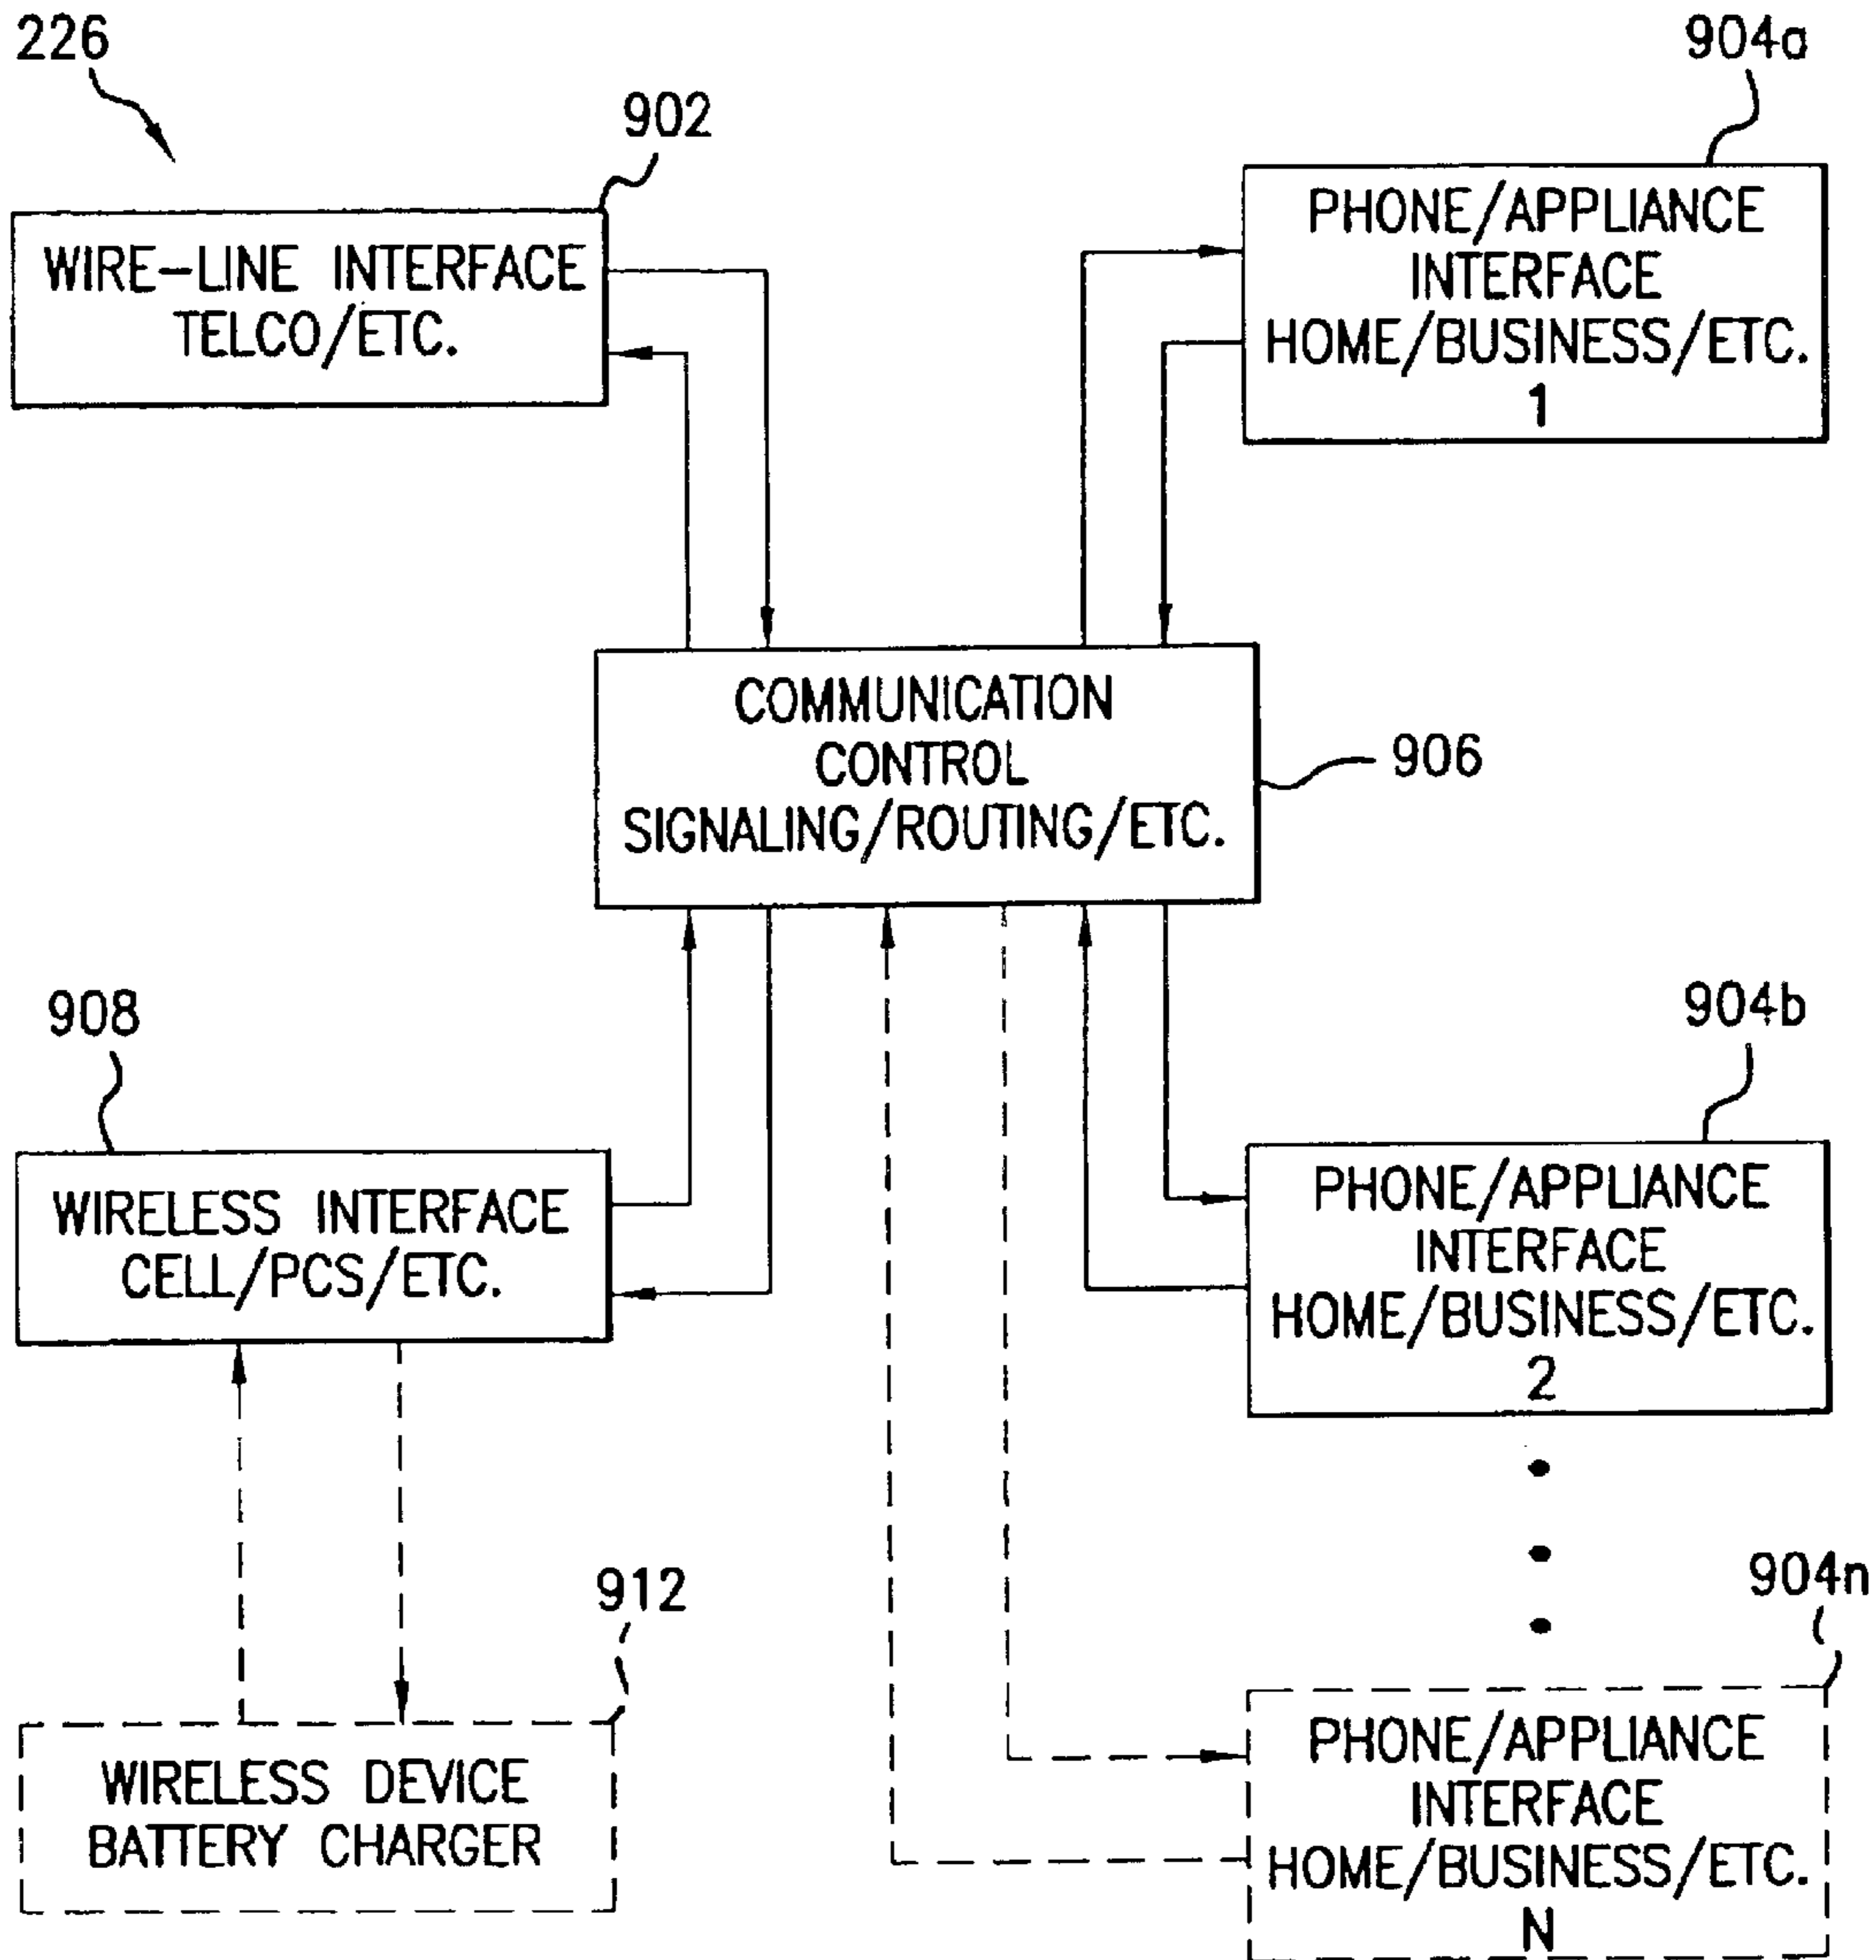 226
902
904a
WIRE-LINE INTERFACE
TELCO/ETC.
PHONE/APPLIANCE
INTERFACE
HOME/BUSINESS/ETC.
1
COMMUNICATION
CONTROL
SIGNALING/ROUTING/ETC.
906
908
904b
WIRELESS INTERFACE
CELL/PCS/ETC.
PHONE/APPLIANCE
INTERFACE
HOME/BUSINESS/ETC.
2
912
904n
WIRELESS DEVICE
BATTERY CHARGER
PHONE/APPLIANCE
INTERFACE
HOME/BUSINESS/ETC.
N